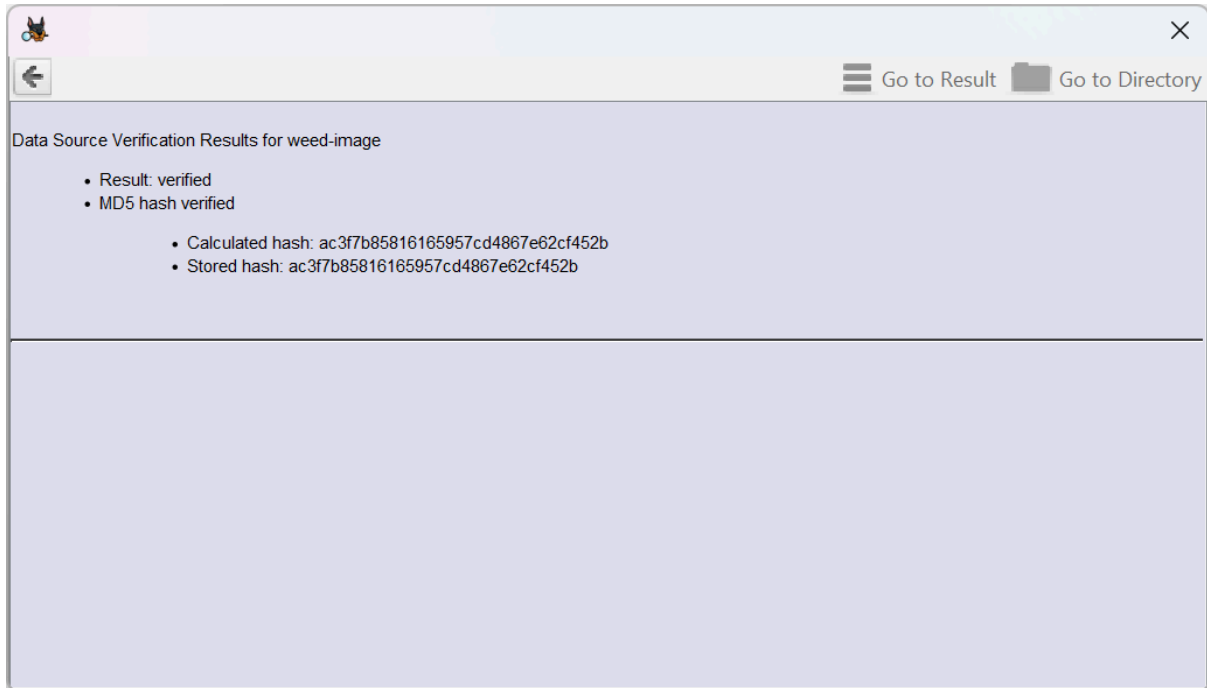 Go to Result Go to Directory
Data Source Verification Results for weed-image
Result: verified
MD5 hash verified
Calculated hash: ac3f7b85816165957cd4867e62cf452b
Stored hash: ac3f7b85816165957cd4867e62cf452b